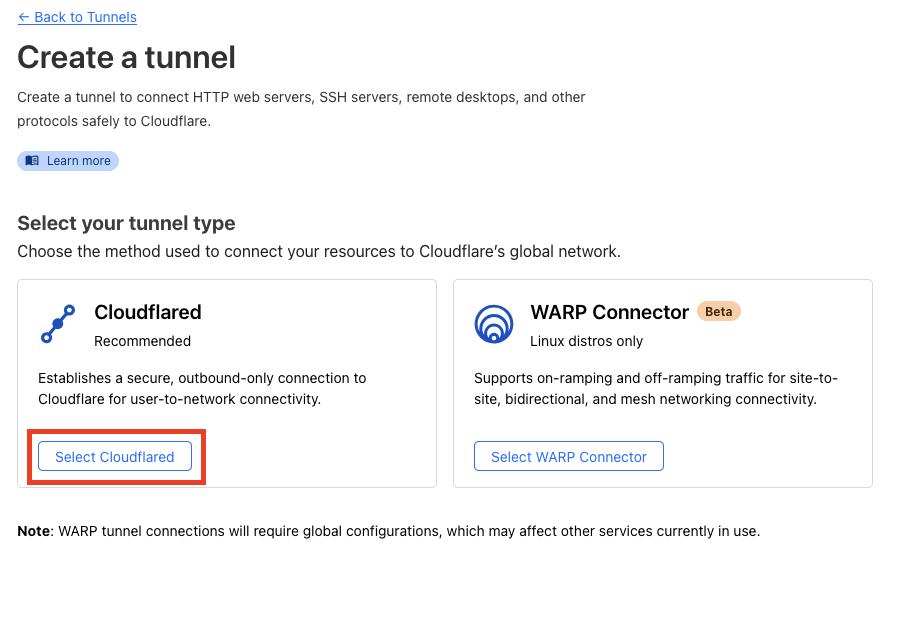 ← Back to Tunnels
Create a tunnel
Create a tunnel to connect HTTP web servers, SSH servers, remote desktops, and other
protocols safely to Cloudflare.
Learn more
Select your tunnel type
Choose the method used to connect your resources to Cloudflare’s global network.
Cloudflared
Recommended
Establishes a secure, outbound-only connection to
Cloudflare for user-to-network connectivity.
Select Cloudflared
WARP Connector Beta
Linux distros only
Supports on-ramping and off-ramping traffic for site-to-
site, bidirectional, and mesh networking connectivity.
Select WARP Connector
Note: WARP tunnel connections will require global configurations, which may affect other services currently in use.